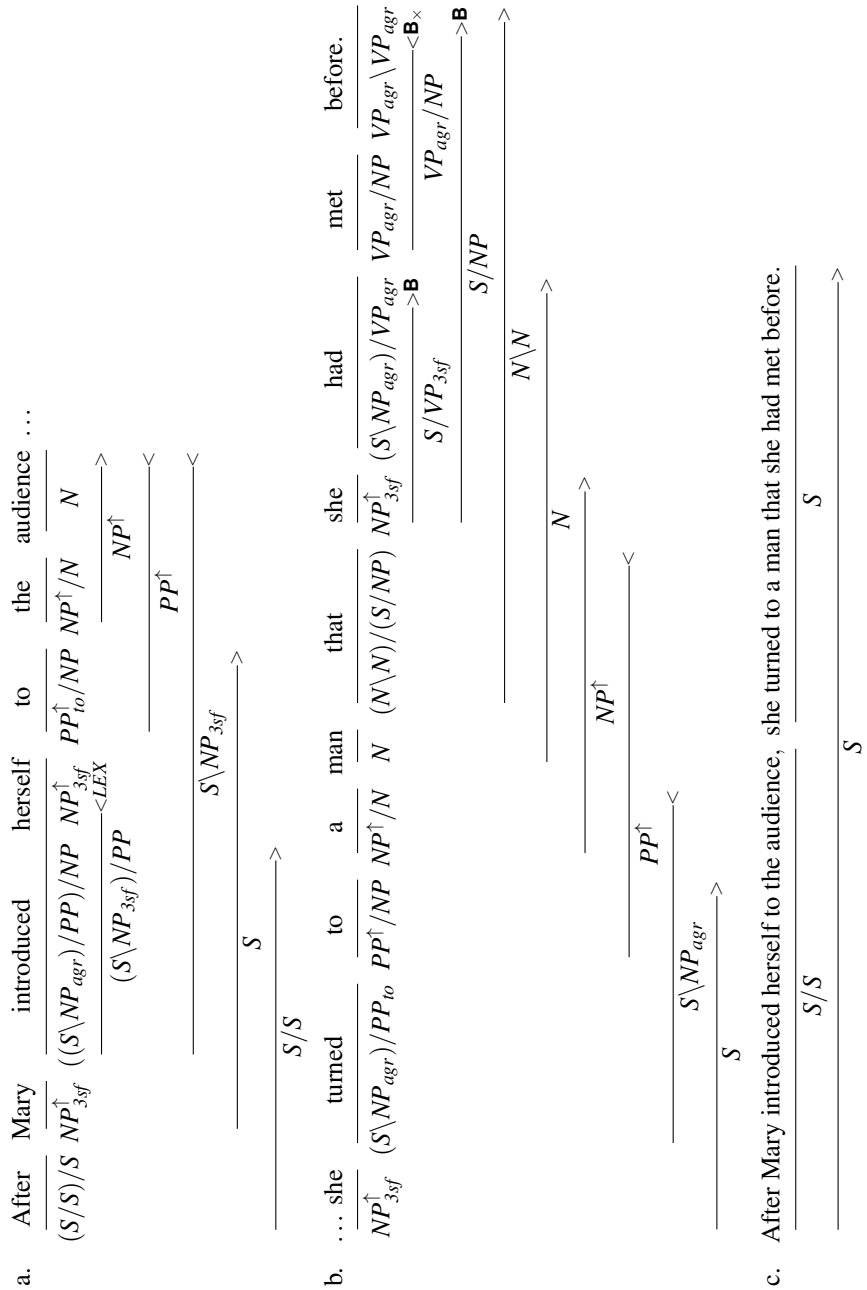 a. After Mary introduced herself to the audience …
(S/S)/S NP↑3sf ((S\NPagr)/PP)/NP NP↑3sf PP↑to/NP NP↑/N N
<LEX >
(S\NP3sf)/PP NP↑
<
PP↑
<
S\NP3sf
>
S
>
S/S
b. … she turned to a man that she had met before.
NP↑3sf (S\NPagr)/PPto PP↑/NP NP↑/N N (N\N)/(S/NP) NP↑3sf (S\NPagr)/VPagr VPagr/NP VPagr\VPagr
>B <B×
S/VP3sf VPagr/NP
>B
S/NP
>
N\N
>
N
>
NP↑
<
PP↑
<
S\NPagr
>
S
c. After Mary introduced herself to the audience, she turned to a man that she had met before.
S/S S
>
S